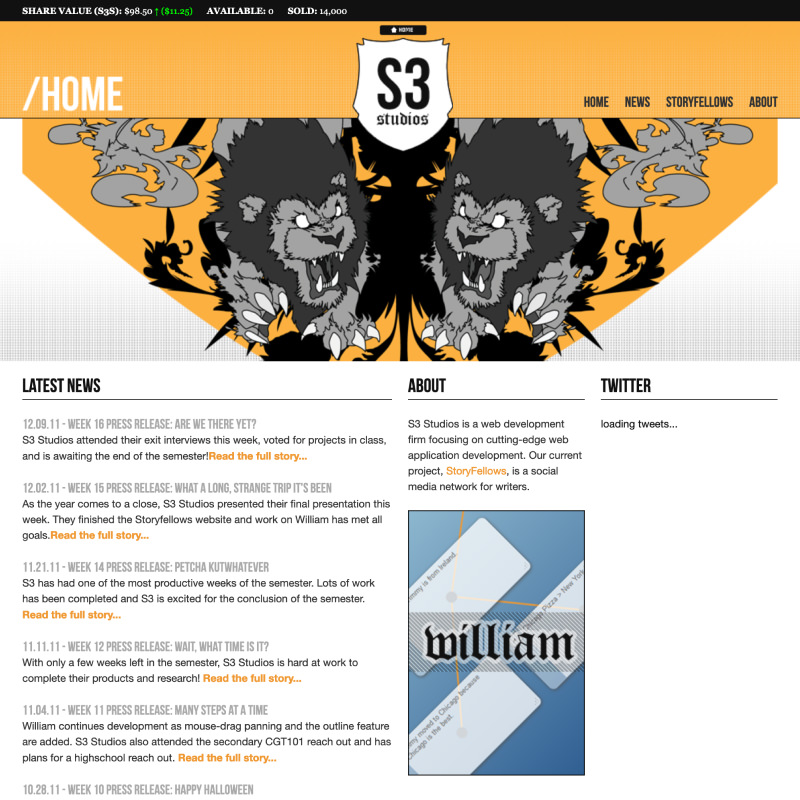 SHARE VALUE (S3S): $98.50 ↑ ($11.25) AVAILABLE: 0 SOLD: 14,000
HOME
/HOME
S3
studios
HOME NEWS STORYFELLOWS ABOUT
LATEST NEWS
12.09.11 - WEEK 16 PRESS RELEASE: ARE WE THERE YET?
S3 Studios attended their exit interviews this week, voted for projects in class,
and is awaiting the end of the semester!Read the full story...
12.02.11 - WEEK 15 PRESS RELEASE: WHAT A LONG, STRANGE TRIP IT'S BEEN
As the year comes to a close, S3 Studios presented their final presentation this
week. They finished the Storyfellows website and work on William has met all
goals.Read the full story...
11.21.11 - WEEK 14 PRESS RELEASE: PETCHA KUTWHATEVER
S3 has had one of the most productive weeks of the semester. Lots of work
has been completed and S3 is excited for the conclusion of the semester.
Read the full story...
11.11.11 - WEEK 12 PRESS RELEASE: WAIT, WHAT TIME IS IT?
With only a few weeks left in the semester, S3 Studios is hard at work to
complete their products and research! Read the full story...
11.04.11 - WEEK 11 PRESS RELEASE: MANY STEPS AT A TIME
William continues development as mouse-drag panning and the outline feature
are added. S3 Studios also attended the secondary CGT101 reach out and has
plans for a highschool reach out. Read the full story...
10.28.11 - WEEK 10 PRESS RELEASE: HAPPY HALLOWEEN
ABOUT
S3 Studios is a web development
firm focusing on cutting-edge web
application development. Our current
project, StoryFellows, is a social
media network for writers.
mmy is from Ireland.
Pizza > New York
william
my moved to Chicago because
hicago is the best
TWITTER
loading tweets...